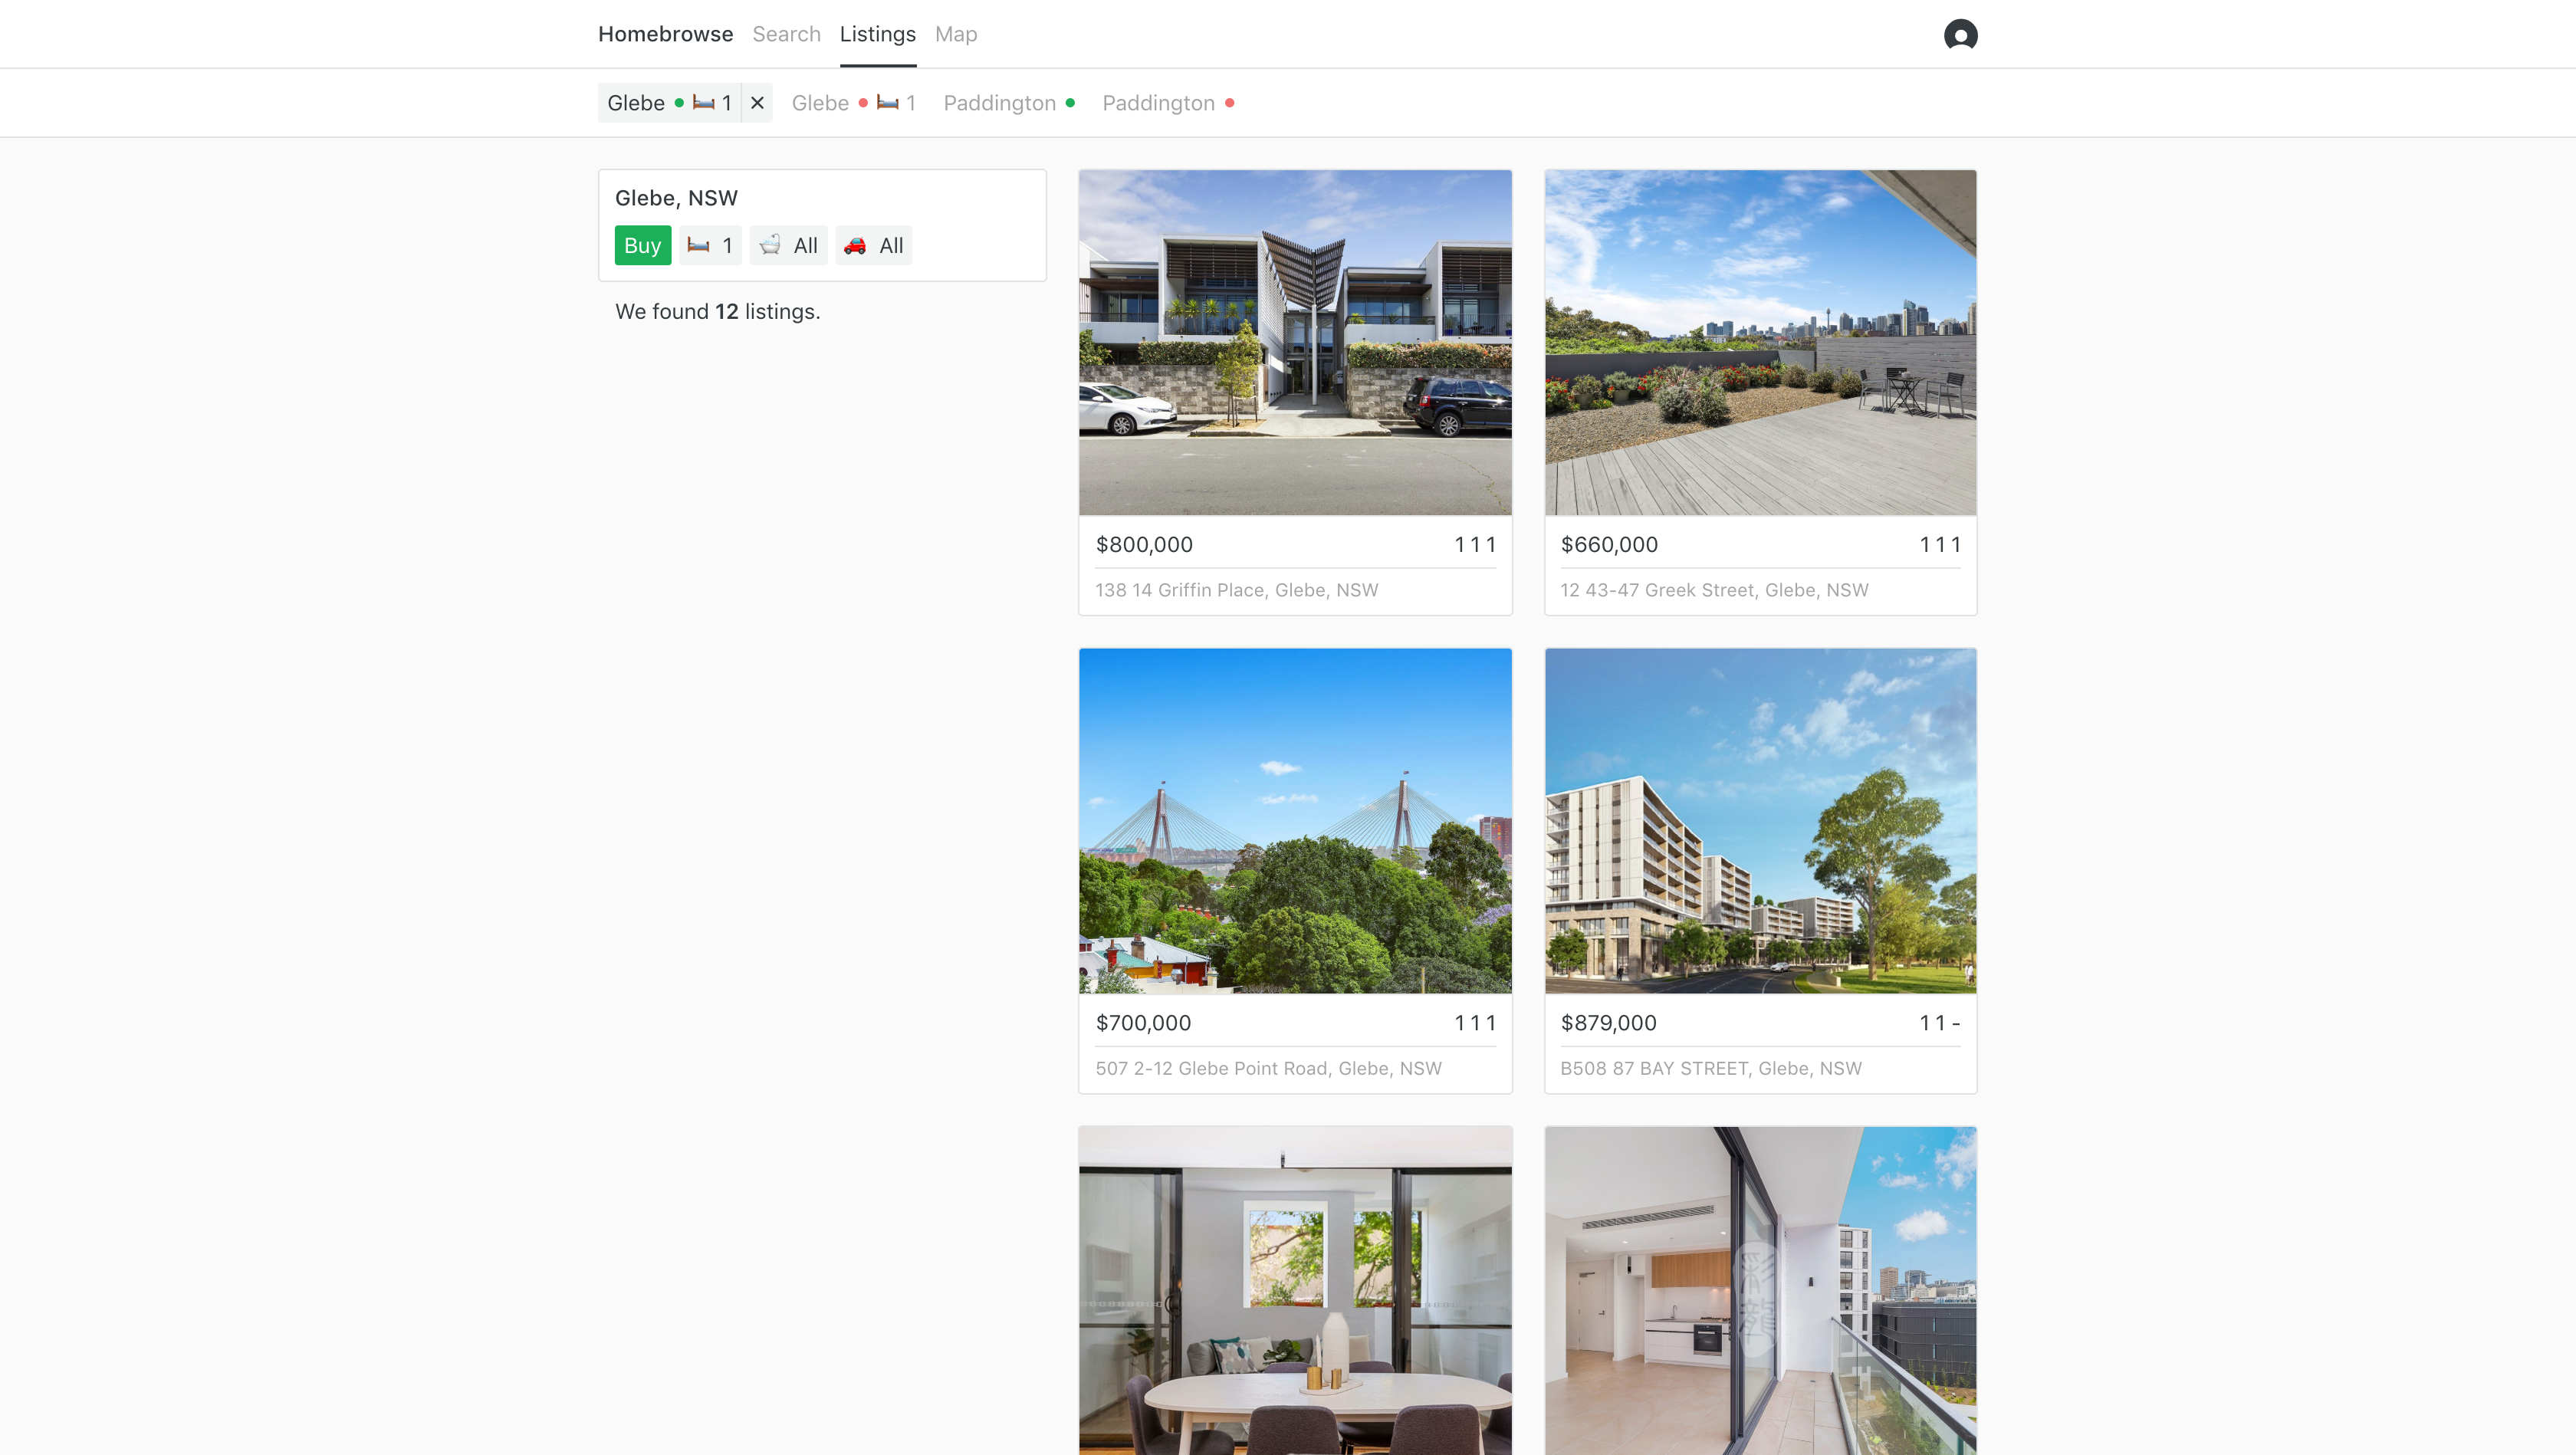 Homebrowse Search Listings Map
Glebe 1 × Glebe 1 Paddington Paddington
Glebe, NSW
Buy 1 All All
We found 12 listings.
$800,000 1 1 1
138 14 Griffin Place, Glebe, NSW
$660,000 1 1 1
12 43-47 Greek Street, Glebe, NSW
$700,000 1 1 1
507 2-12 Glebe Point Road, Glebe, NSW
$879,000 1 1 -
B508 87 BAY STREET, Glebe, NSW